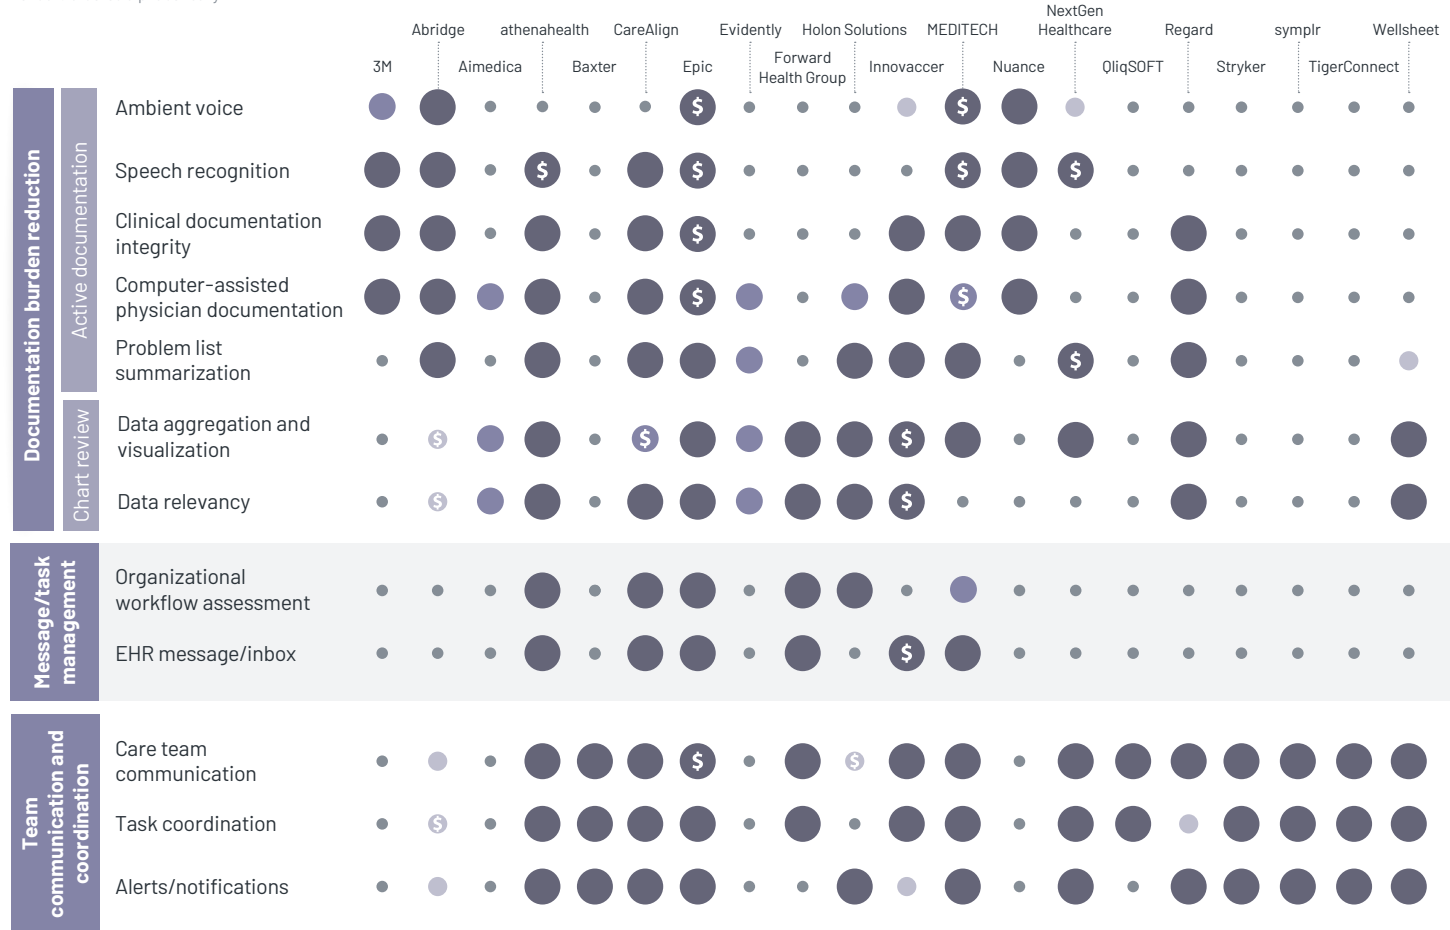 NextGen
Abridge athenahealth CareAlign Evidently Holon Solutions MEDITECH Healthcare Regard symplr Wellsheet
3M Aimedica Baxter Epic Forward Innovaccer Nuance QliqSOFT Stryker TigerConnect
Health Group
Documentation burden reduction
Active documentation
Ambient voice
$ $
Speech recognition
$ $ $ $
Clinical documentation
integrity
$
Computer-assisted
physician documentation
$ $
Problem list
summarization
$
Chart review
Data aggregation and
visualization
$ $ $
Data relevancy
$ $
Message/task
management
Organizational
workflow assessment
EHR message/inbox
$
Team
communication and
coordination
Care team
communication
$ $
Task coordination
$
Alerts/notifications